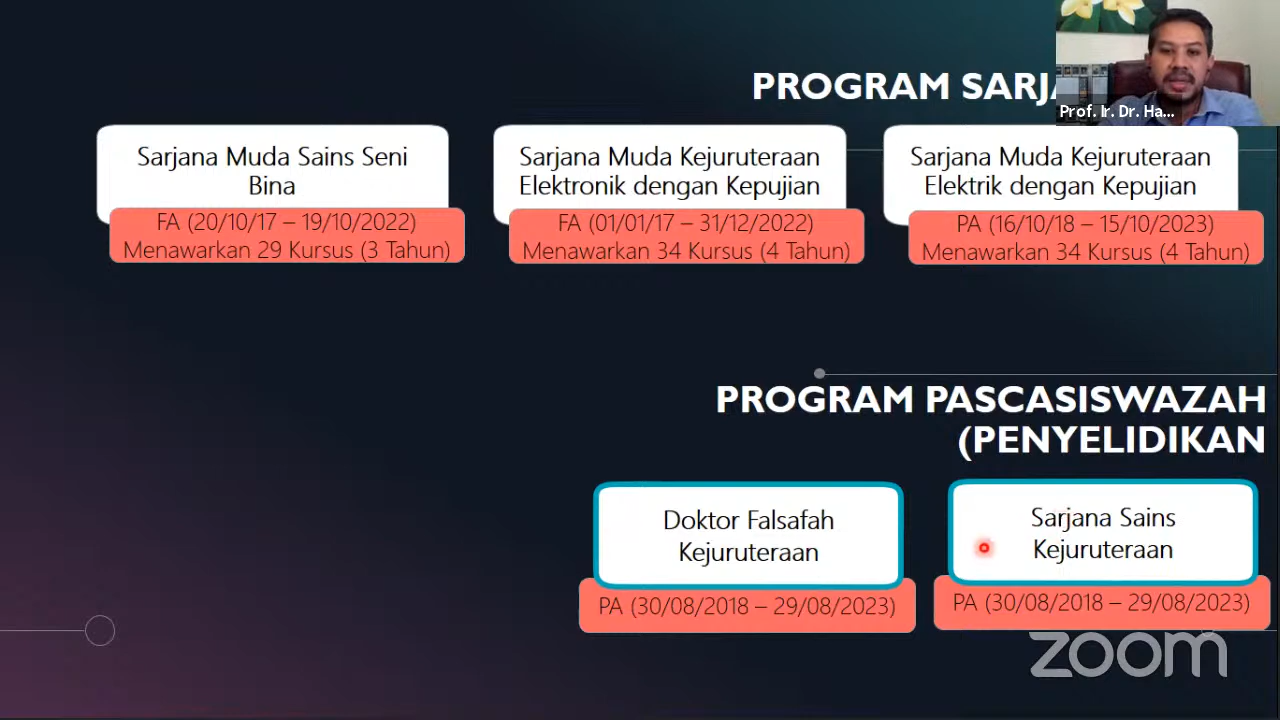 PROGRAM SARJA
Prof. Ir. Dr. Ha...
Sarjana Muda Sains Seni
Bina
FA (20/10/17 – 19/10/2022)
Menawarkan 29 Kursus (3 Tahun)
Sarjana Muda Kejuruteraan
Elektronik dengan Kepujian
FA (01/01/17 – 31/12/2022)
Menawarkan 34 Kursus (4 Tahun)
Sarjana Muda Kejuruteraan
Elektrik dengan Kepujian
PA (16/10/18 – 15/10/2023)
Menawarkan 34 Kursus (4 Tahun)
PROGRAM PASCASISWAZAH
(PENYELIDIKAN
Doktor Falsafah
Kejuruteraan
PA (30/08/2018 – 29/08/2023)
Sarjana Sains
Kejuruteraan
PA (30/08/2018 – 29/08/2023)
zoom